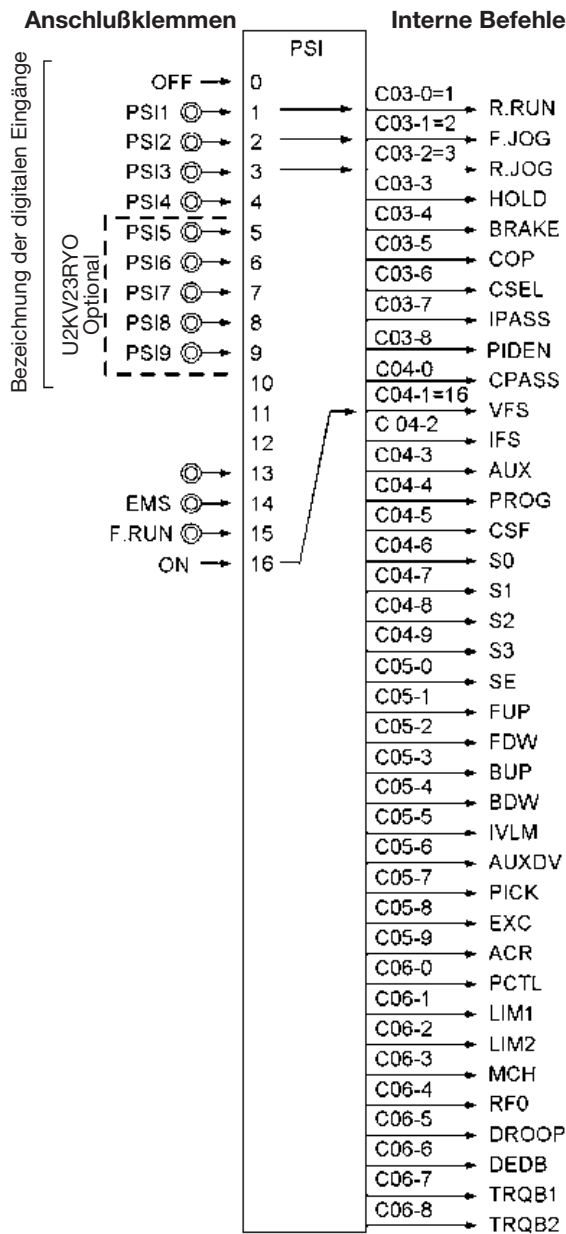 Anschlußklemmen
Interne Befehle
PSI
Bezeichnung der digitalen Eingänge
U2KV23RYO
Optional
OFF 0
PSI1 1
PSI2 2
PSI3 3
PSI4 4
PSI5 5
PSI6 6
PSI7 7
PSI8 8
PSI9 9
10
11
12
13
EMS 14
F.RUN 15
ON 16
C03-0=1 R.RUN
C03-1=2 F.JOG
C03-2=3 R.JOG
C03-3 HOLD
C03-4 BRAKE
C03-5 COP
C03-6 CSEL
C03-7 IPASS
C03-8 PIDEN
C04-0 CPASS
C04-1=16 VFS
C 04-2 IFS
C04-3 AUX
C04-4 PROG
C04-5 CSF
C04-6 S0
C04-7 S1
C04-8 S2
C04-9 S3
C05-0 SE
C05-1 FUP
C05-2 FDW
C05-3 BUP
C05-4 BDW
C05-5 IVLM
C05-6 AUXDV
C05-7 PICK
C05-8 EXC
C05-9 ACR
C06-0 PCTL
C06-1 LIM1
C06-2 LIM2
C06-3 MCH
C06-4 RF0
C06-5 DROOP
C06-6 DEDB
C06-7 TRQB1
C06-8 TRQB2